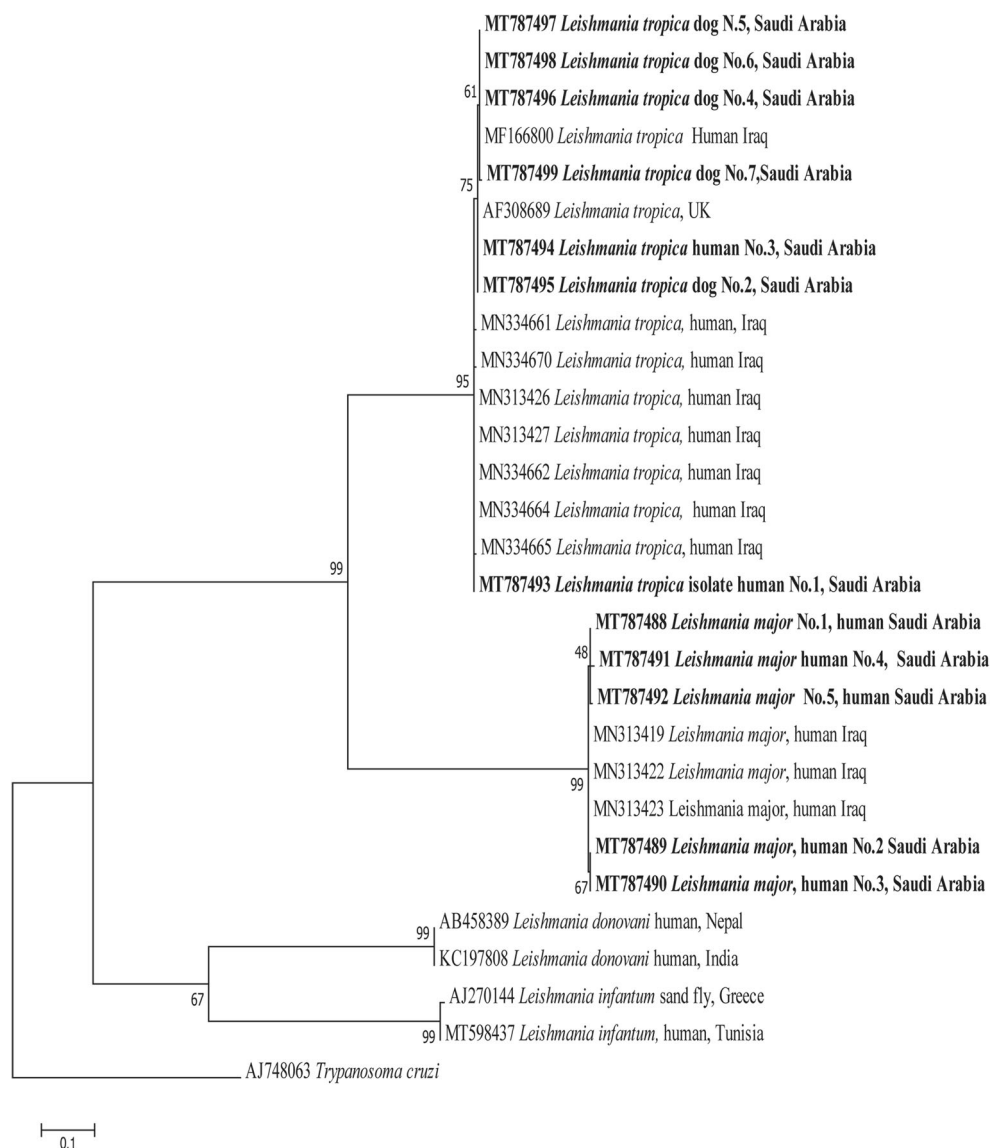 MT787497 Leishmania tropica dog N.5, Saudi Arabia
MT787498 Leishmania tropica dog No.6, Saudi Arabia
61
MT787496 Leishmania tropica dog No.4, Saudi Arabia
MF166800 Leishmania tropica Human Iraq
MT787499 Leishmania tropica dog No.7,Saudi Arabia
75
AF308689 Leishmania tropica, UK
MT787494 Leishmania tropica human No.3, Saudi Arabia
MT787495 Leishmania tropica dog No.2, Saudi Arabia
MN334661 Leishmania tropica, human, Iraq
MN334670 Leishmania tropica, human Iraq
95
MN313426 Leishmania tropica, human Iraq
MN313427 Leishmania tropica, human Iraq
MN334662 Leishmania tropica, human Iraq
MN334664 Leishmania tropica, human Iraq
MN334665 Leishmania tropica, human Iraq
99
MT787493 Leishmania tropica isolate human No.1, Saudi Arabia
MT787488 Leishmania major No.1, human Saudi Arabia
48
MT787491 Leishmania major human No.4, Saudi Arabia
MT787492 Leishmania major No.5, human Saudi Arabia
MN313419 Leishmania major, human Iraq
MN313422 Leishmania major, human Iraq
99
MN313423 Leishmania major, human Iraq
MT787489 Leishmania major, human No.2 Saudi Arabia
67
MT787490 Leishmania major, human No.3, Saudi Arabia
AB458389 Leishmania donovani human, Nepal
99
KC197808 Leishmania donovani human, India
67
AJ270144 Leishmania infantum sand fly, Greece
99
MT598437 Leishmania infantum, human, Tunisia
AJ748063 Trypanosoma cruzi
0.1